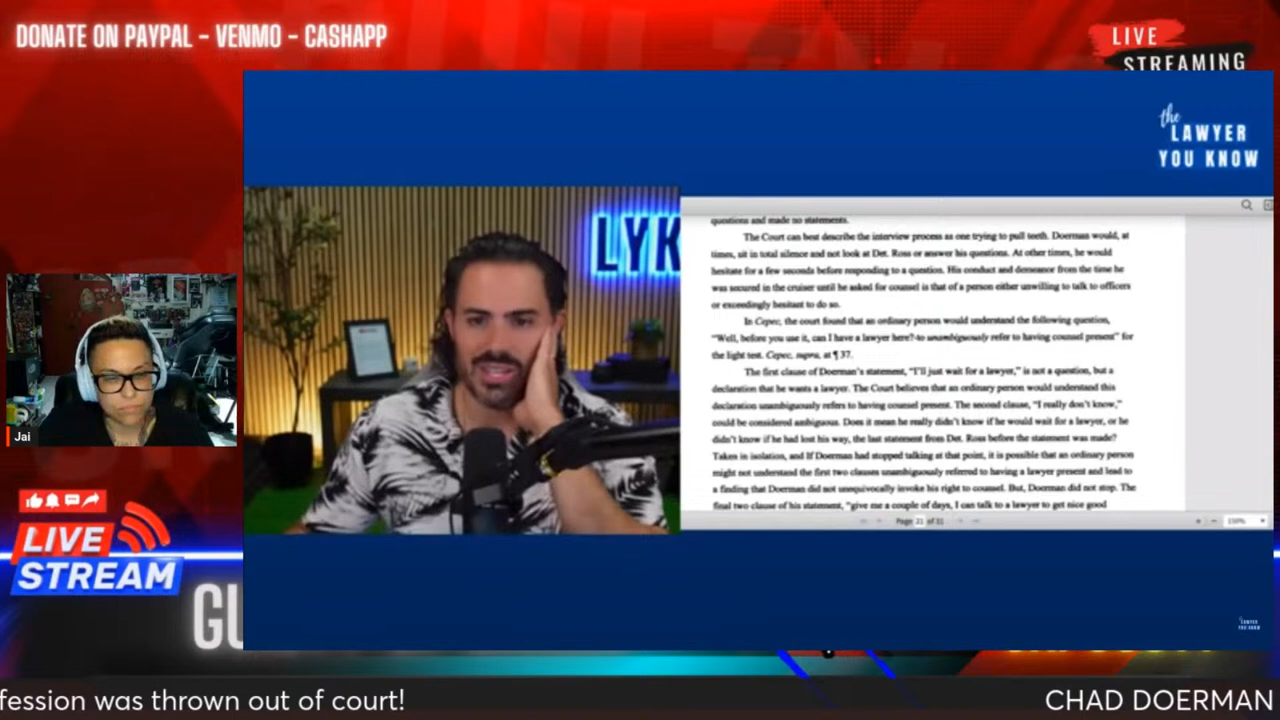 DONATE ON PAYPAL - VENMO - CASHAPP
LIVE
STREAMING
the
LAWYER
YOU KNOW
LYK
questions and made no statements.
The Court can best describe the interview process as one trying to pull teeth. Doerman would, at
times, sit in total silence and not look at Det. Ross or answer his questions. At other times, he would
hesitate for a few seconds before responding to a question. His conduct and demeanor from the time he
was secured in the cruiser until he asked for counsel is that of a person either unwilling to talk to officers
or exceedingly hesitant to do so.
In Cepec, the court found that an ordinary person would understand the following question,
“Well, before you use it, can I have a lawyer here?-to unambiguously refer to having counsel present” for
the light test. Cepec, supra, at ¶ 37.
The first clause of Doerman’s statement, “I’ll just wait for a lawyer,” is not a question, but a
declaration that he wants a lawyer. The Court believes that an ordinary person would understand this
declaration unambiguously refers to having counsel present. The second clause, “I really don’t know,”
could be considered ambiguous. Does it mean he really didn’t know if he would wait for a lawyer, or he
didn’t know if he had lost his way, the last statement from Det. Ross before the statement was made?
Taken in isolation, and If Doerman had stopped talking at that point, it is possible that an ordinary person
might not understand the first two clauses unambiguously referred to having a lawyer present and lead to
a finding that Doerman did not unequivocally invoke his right to counsel. But, Doerman did not stop. The
final two clause of his statement, “give me a couple of days, I can talk to a lawyer to get nice good
Page 21 of 31
150%
Jai
LIVE
STREAM
GU
the
LAWYER
YOU KNOW
fession was thrown out of court!
CHAD DOERMAN